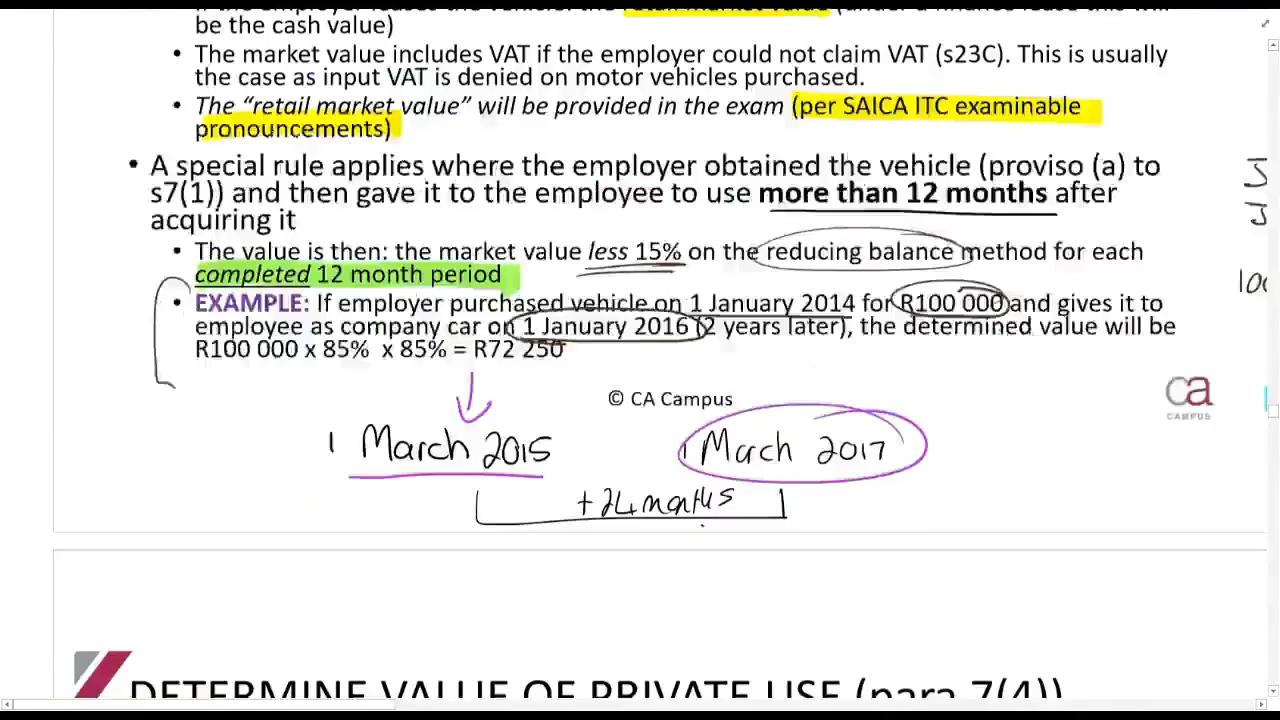 be the cash value)
• The market value includes VAT if the employer could not claim VAT (s23C). This is usually
the case as input VAT is denied on motor vehicles purchased.
• The “retail market value” will be provided in the exam (per SAICA ITC examinable
pronouncements)
• A special rule applies where the employer obtained the vehicle (proviso (a) to
s7(1)) and then gave it to the employee to use more than 12 months after
acquiring it
• The value is then: the market value less 15% on the reducing balance method for each
completed 12 month period
• EXAMPLE: If employer purchased vehicle on 1 January 2014 for R100 000 and gives it to
employee as company car on 1 January 2016 (2 years later), the determined value will be
R100 000 x 85% x 85% = R72 250
© CA Campus
ca
CAMPUS
1 March 2015
1 March 2017
+24 months
DETERMINE VALUE OF PRIVATE USE (para 7(4))